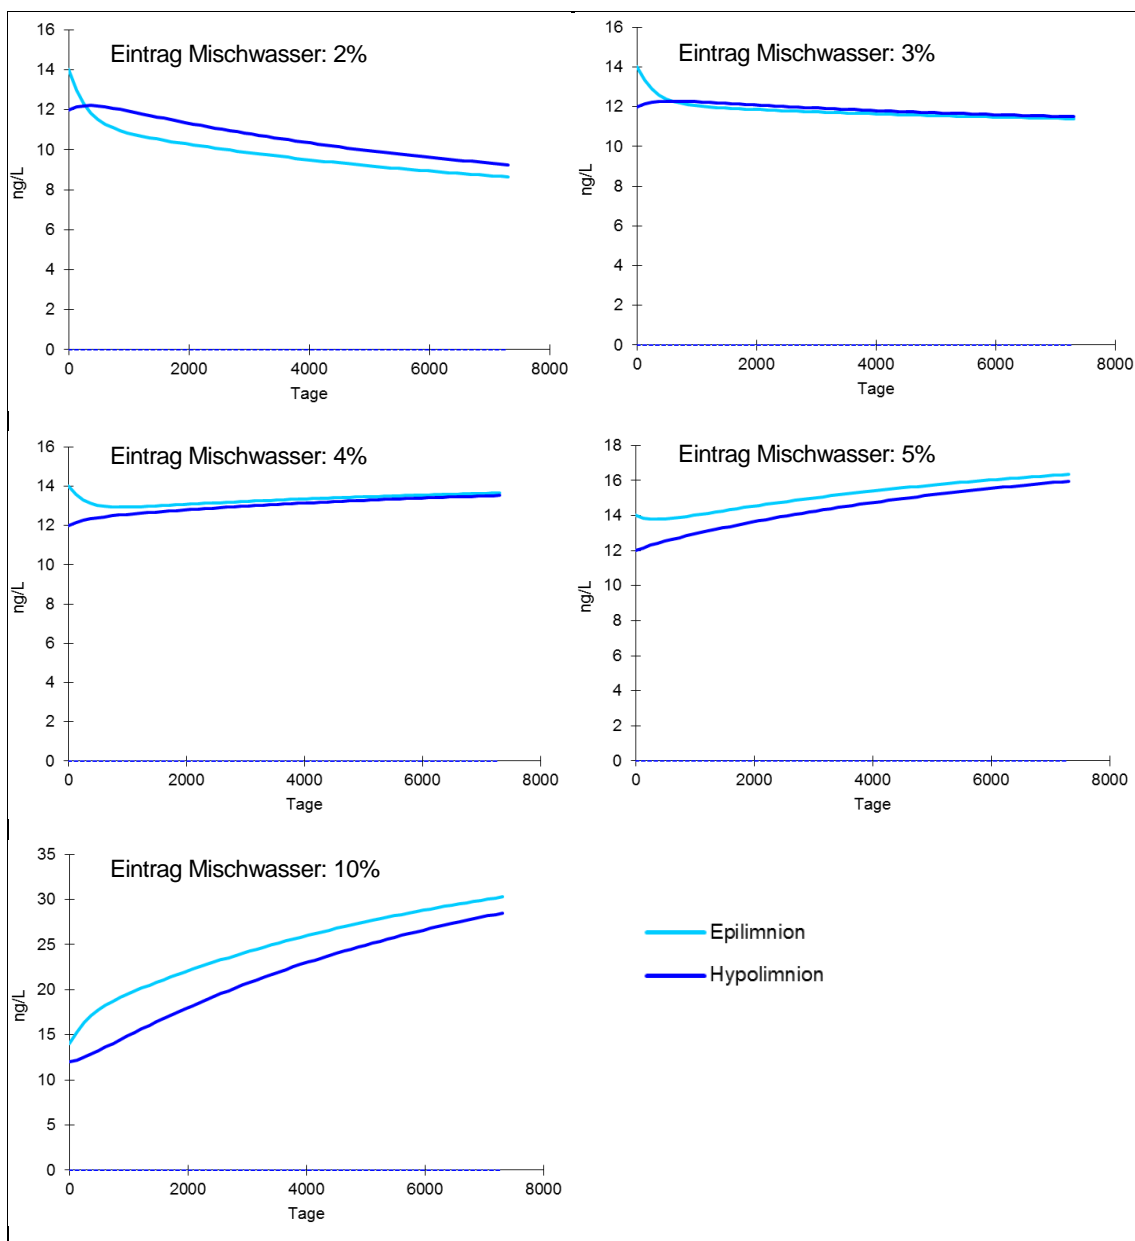 Eintrag Mischwasser: 2%
16
14
12
10
8
6
4
2
0
ng/L
0 2000 4000 6000 8000
Tage
Eintrag Mischwasser: 3%
16
14
12
10
8
6
4
2
0
ng/L
0 2000 4000 6000 8000
Tage
Eintrag Mischwasser: 4%
16
14
12
10
8
6
4
2
0
ng/L
0 2000 4000 6000 8000
Tage
Eintrag Mischwasser: 5%
18
16
14
12
10
8
6
4
2
0
ng/L
0 2000 4000 6000 8000
Tage
Eintrag Mischwasser: 10%
35
30
25
20
15
10
5
0
ng/L
0 2000 4000 6000 8000
Tage
Epilimnion
Hypolimnion